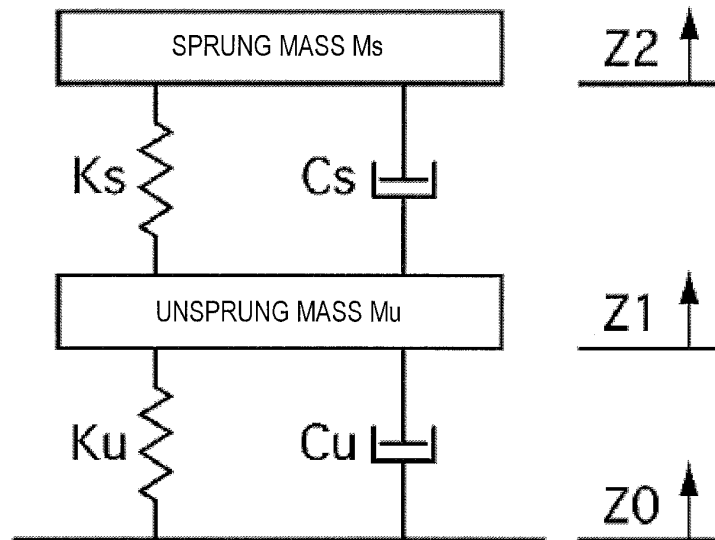 SPRUNG MASS Ms
Z2
Ks
Cs
UNSPRUNG MASS Mu
Z1
Ku
Cu
Z0